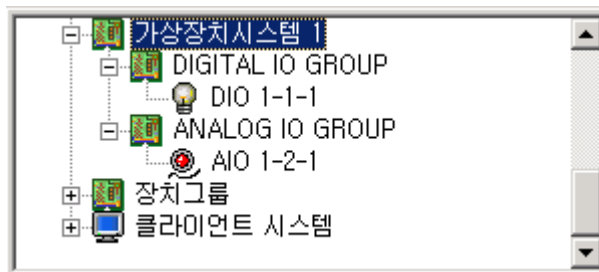 가상장치시스템 1
DIGITAL IO GROUP
DIO 1-1-1
ANALOG IO GROUP
AIO 1-2-1
장치그룹
클라이언트 시스템